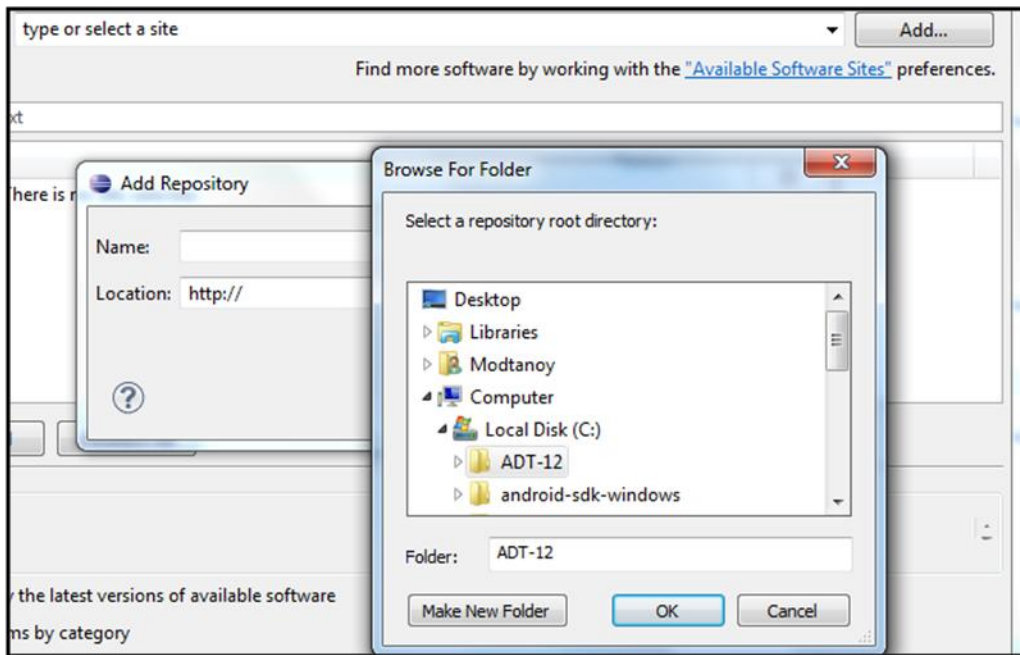 type or select a site
Add...
Find more software by working with the "Available Software Sites" preferences.
xt
Browse For Folder
Add Repository
here is
Select a repository root directory:
Name:
Location: http://
Desktop
Libraries
Modtanoy
Computer
Local Disk (C:)
ADT-12
android-sdk-windows
Folder: ADT-12
Make New Folder
OK
Cancel
the latest versions of available software
ms by category